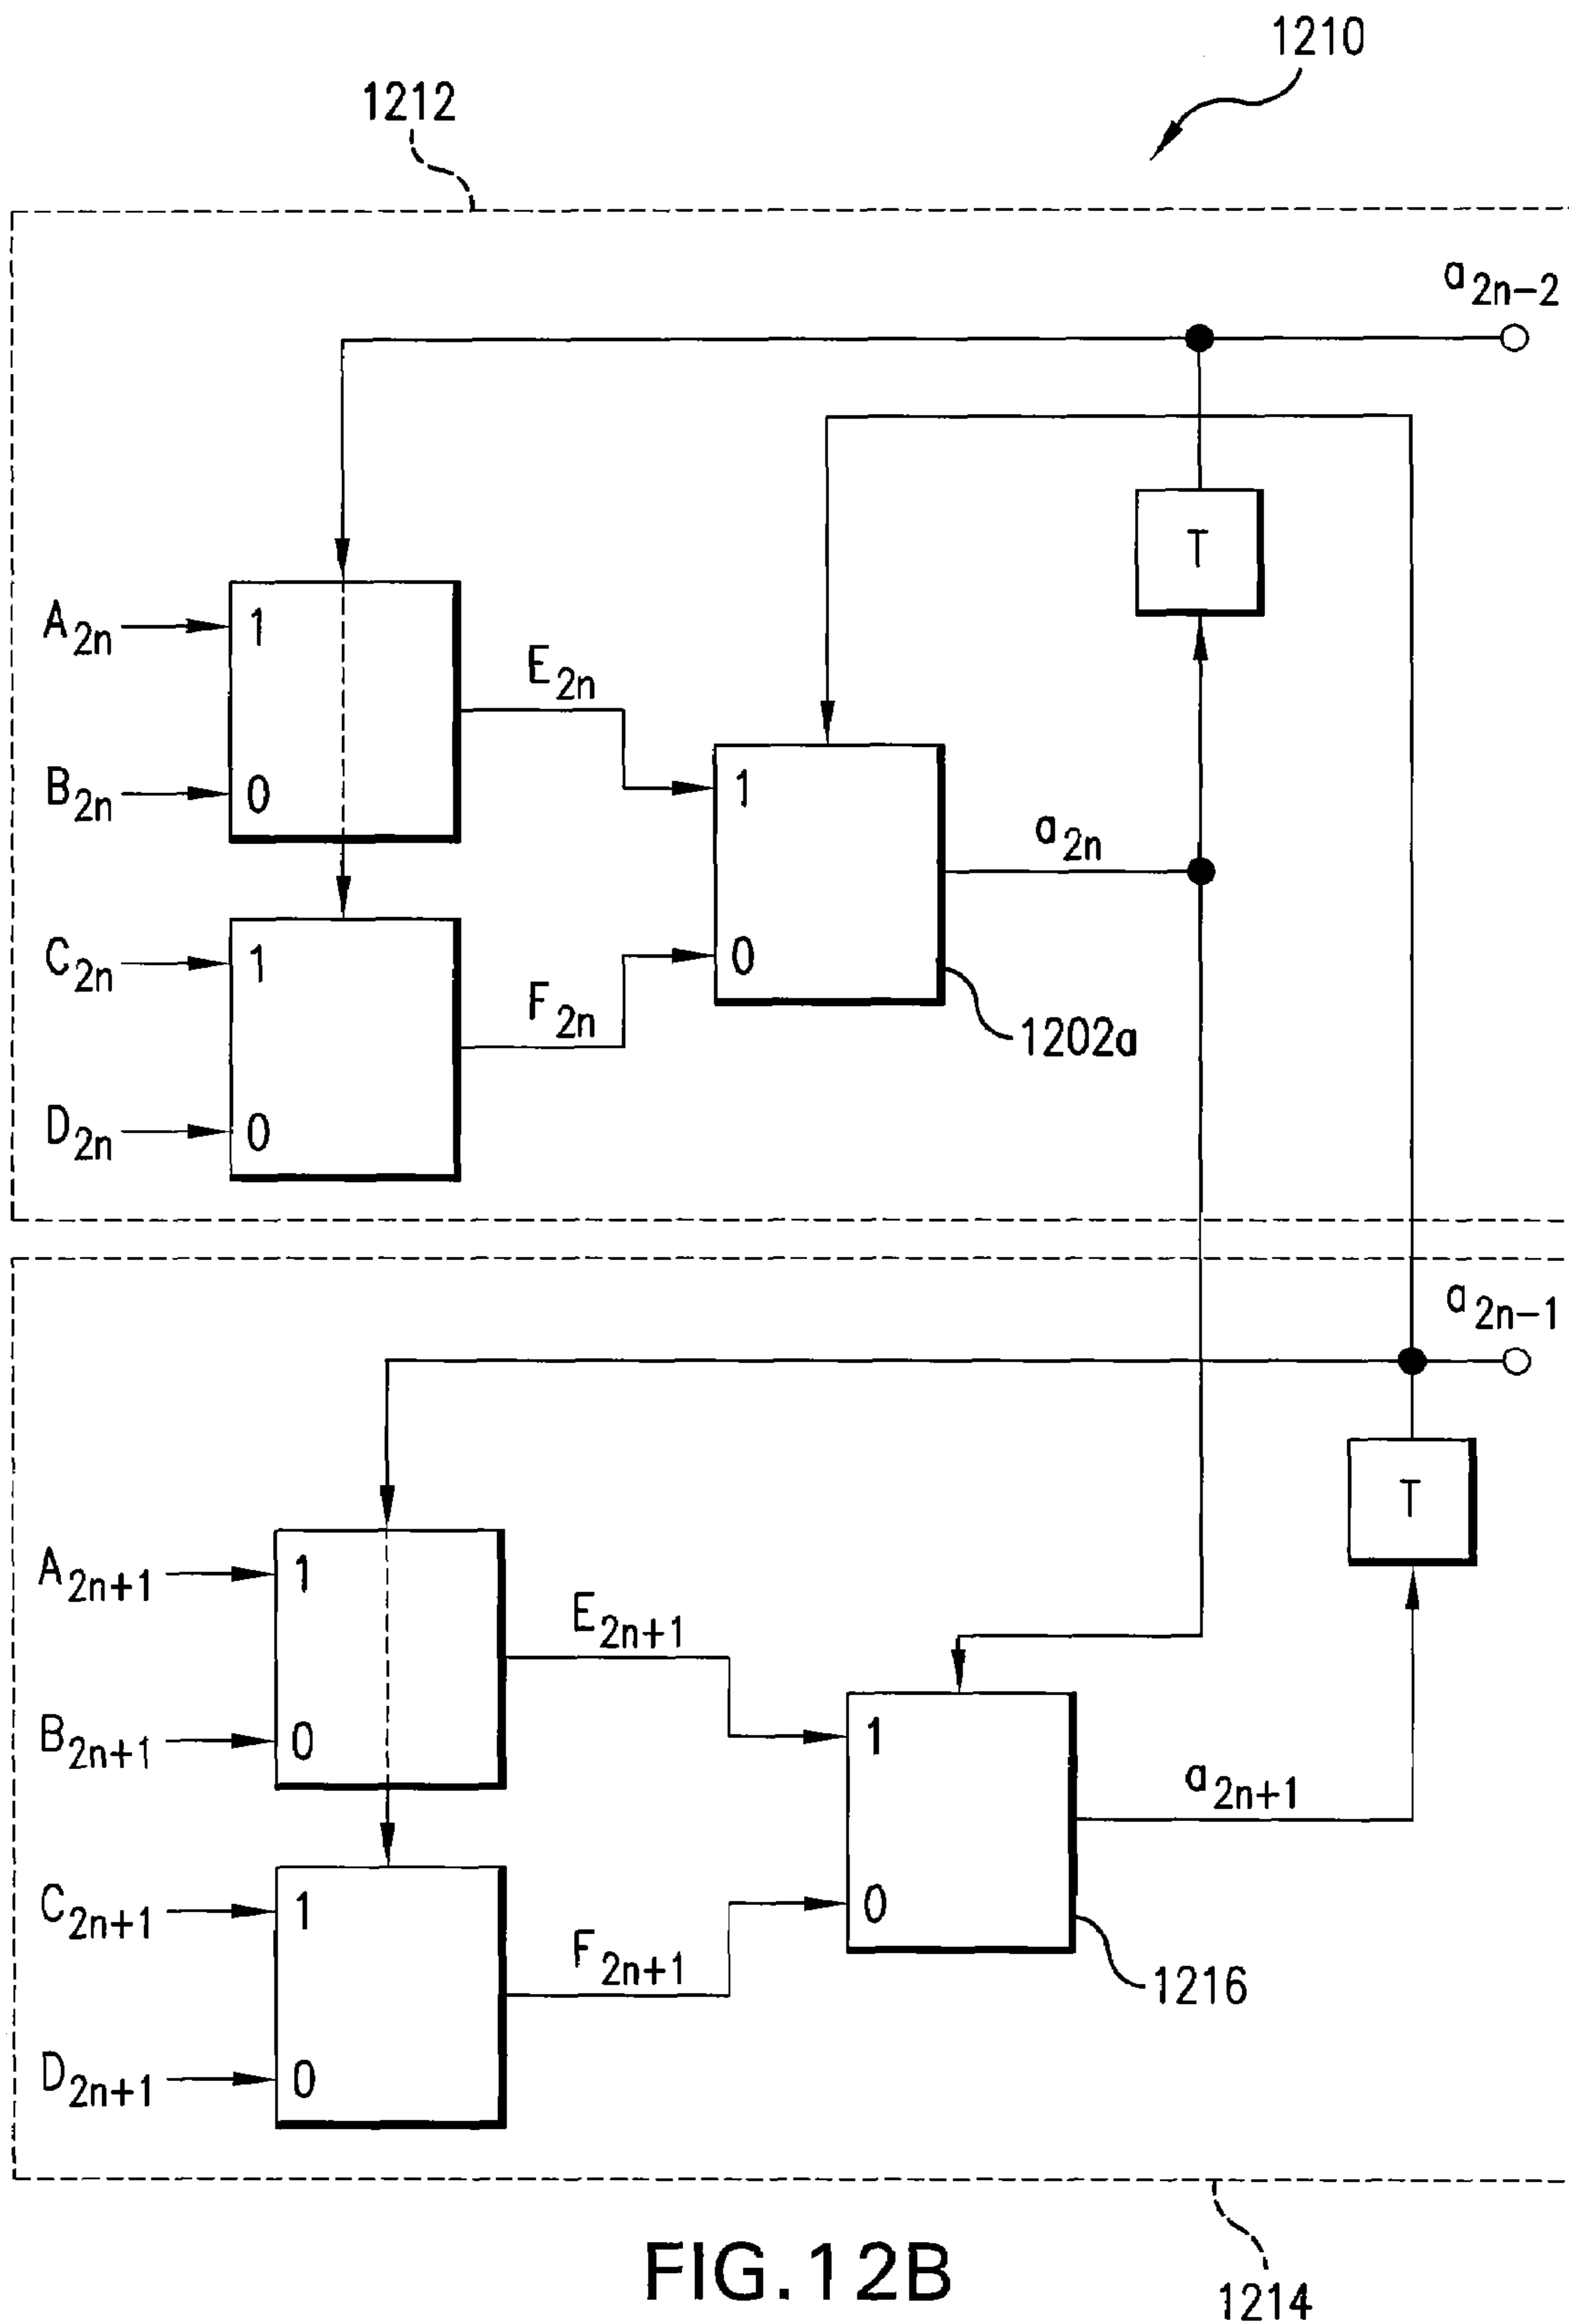 1210
1212
a2n-2
T
A2n
1
E2n
B2n
0
1
a2n
C2n
1
0
F2n
1202a
D2n
0
a2n-1
T
A2n+1
1
E2n+1
B2n+1
0
1
a2n+1
C2n+1
1
0
F2n+1
1216
D2n+1
0
FIG.12B
1214